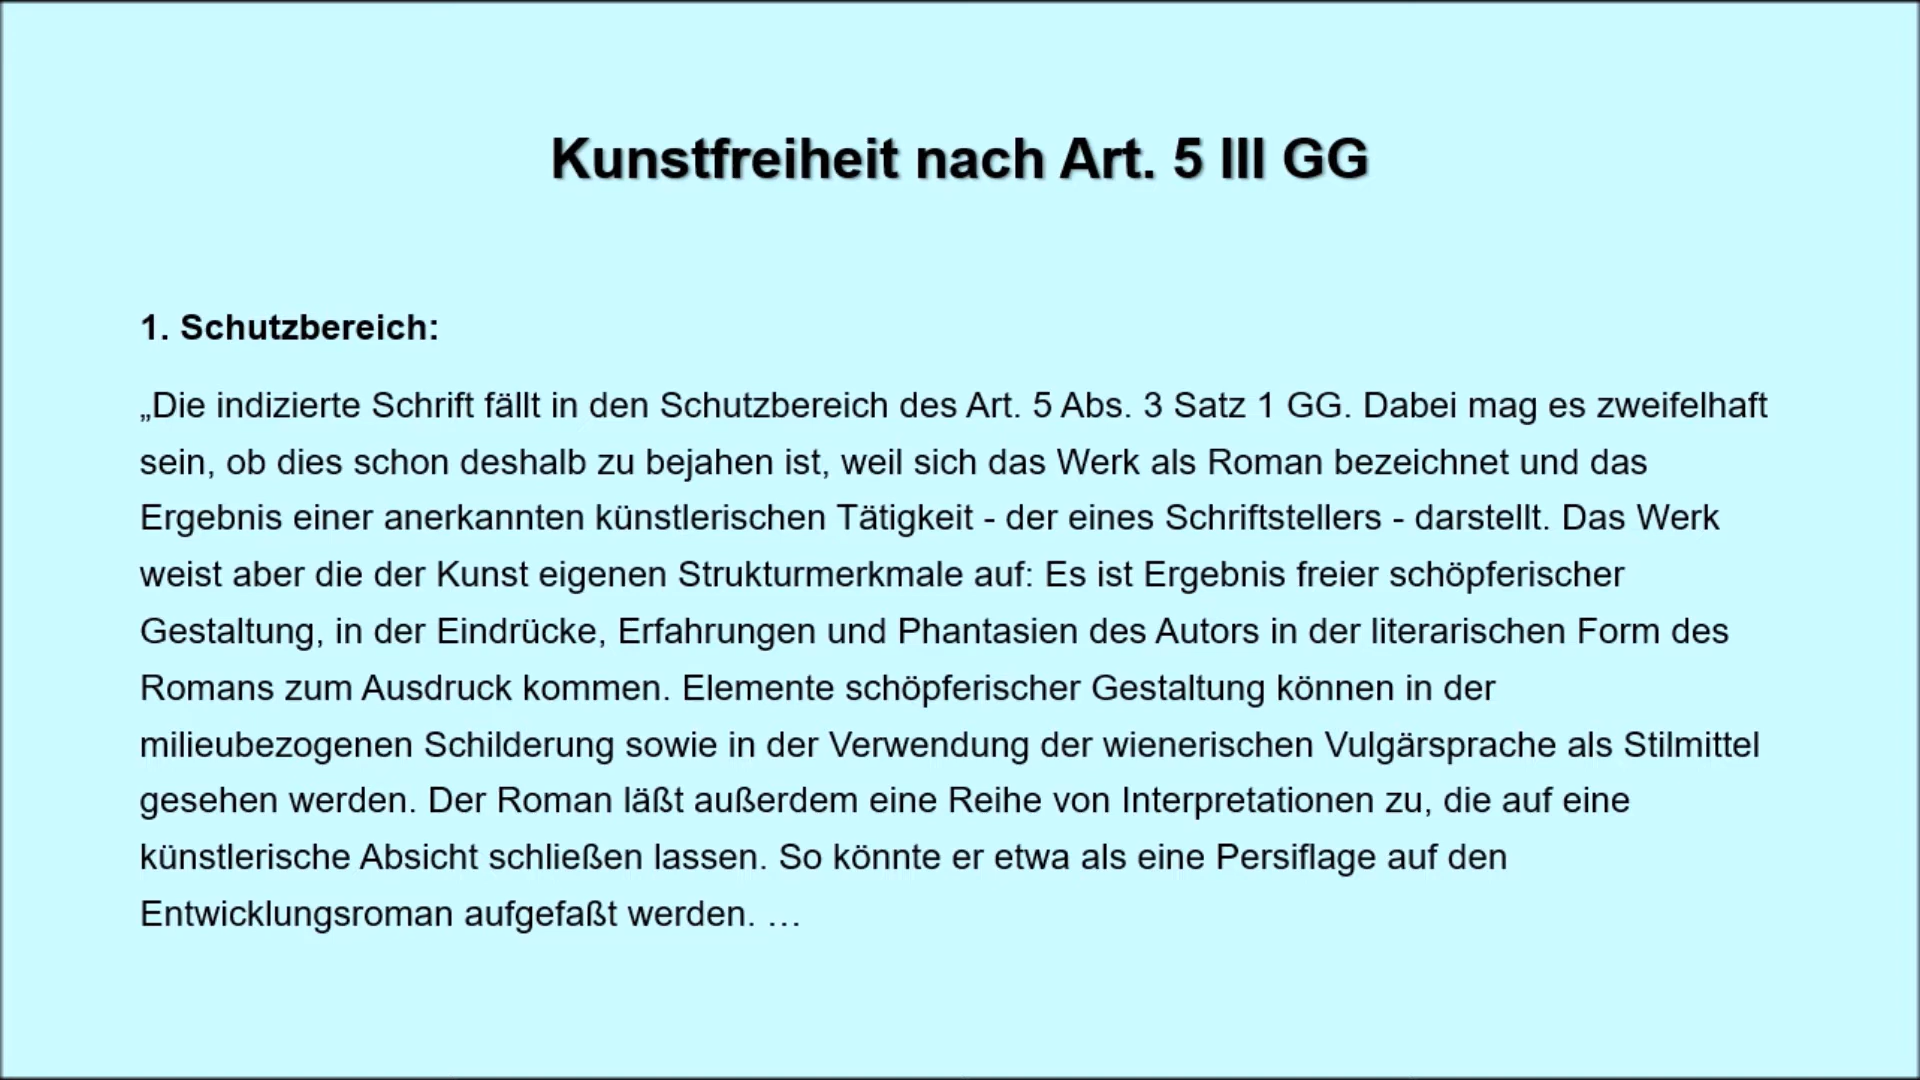 Kunstfreiheit nach Art. 5 III GG
1. Schutzbereich:
„Die indizierte Schrift fällt in den Schutzbereich des Art. 5 Abs. 3 Satz 1 GG. Dabei mag es zweifelhaft
sein, ob dies schon deshalb zu bejahen ist, weil sich das Werk als Roman bezeichnet und das
Ergebnis einer anerkannten künstlerischen Tätigkeit - der eines Schriftstellers - darstellt. Das Werk
weist aber die der Kunst eigenen Strukturmerkmale auf: Es ist Ergebnis freier schöpferischer
Gestaltung, in der Eindrücke, Erfahrungen und Phantasien des Autors in der literarischen Form des
Romans zum Ausdruck kommen. Elemente schöpferischer Gestaltung können in der
milieubezogenen Schilderung sowie in der Verwendung der wienerischen Vulgärsprache als Stilmittel
gesehen werden. Der Roman läßt außerdem eine Reihe von Interpretationen zu, die auf eine
künstlerische Absicht schließen lassen. So könnte er etwa als eine Persiflage auf den
Entwicklungsroman aufgefaßt werden. …